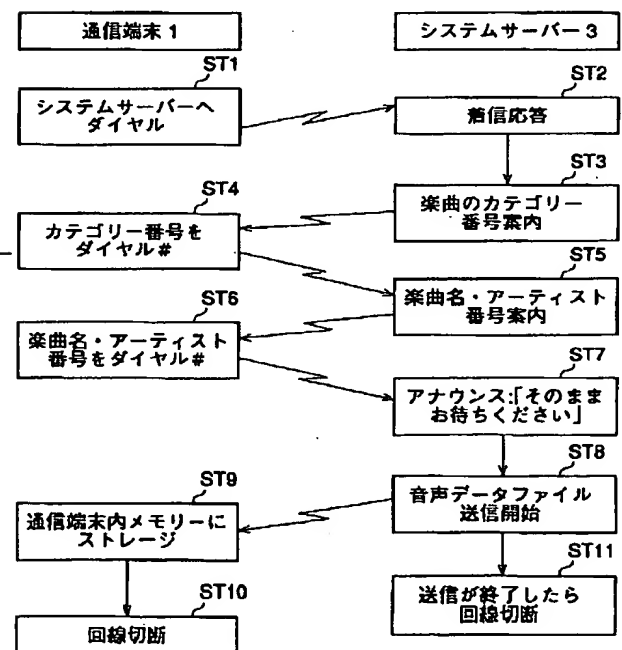 通信端末1
システムサーバー3
ST1
システムサーバーへ
ダイヤル
ST2
着信応答
ST3
楽曲のカテゴリー
番号案内
ST4
カテゴリー番号を
ダイヤル#
ST5
楽曲名・アーティスト
番号案内
ST6
楽曲名・アーティスト
番号をダイヤル#
ST7
アナウンス:「そのまま
お待ちください」
ST8
音声データファイル
送信開始
ST9
通信端末内メモリーに
ストレージ
ST10
回線切断
ST11
送信が終了したら
回線切断